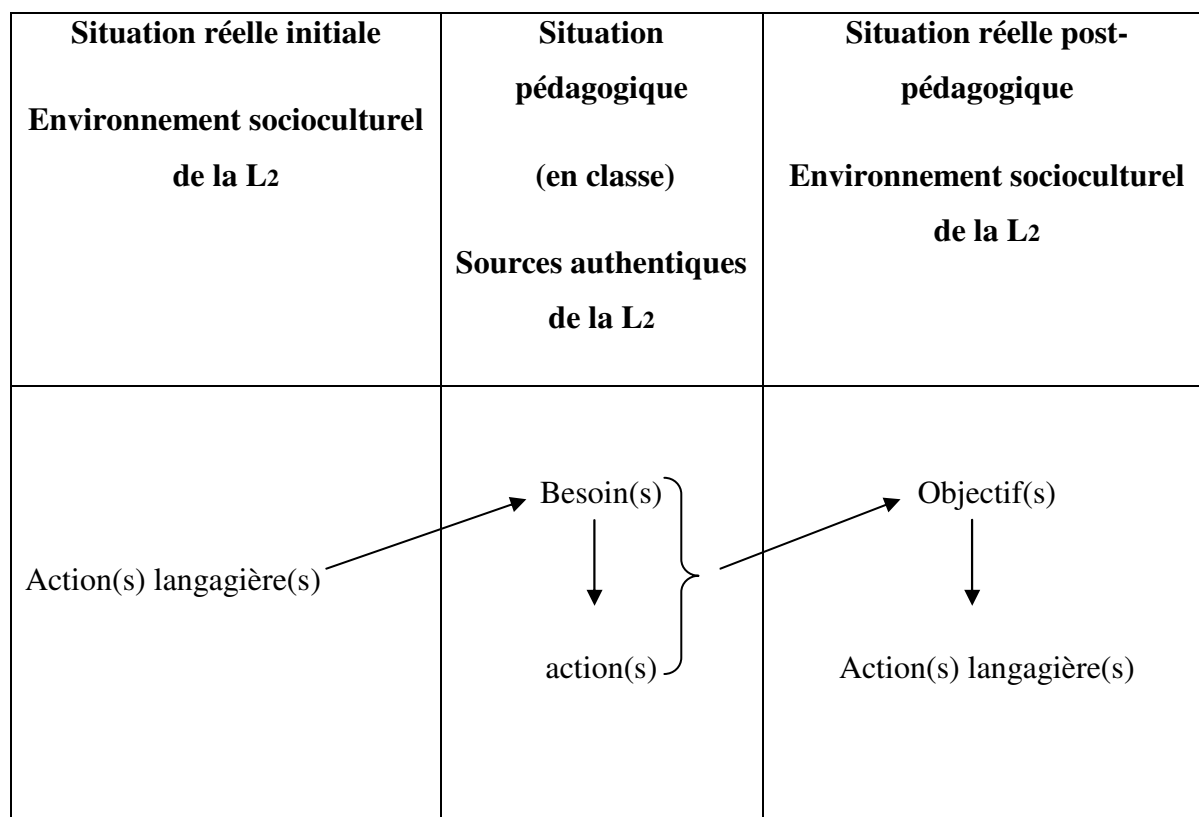 Situation réelle initiale
Environnement socioculturel
de la L2
Situation
pédagogique
(en classe)
Sources authentiques
de la L2
Situation réelle post-
pédagogique
Environnement socioculturel
de la L2
Action(s) langagière(s)
Besoin(s)
action(s)
Objectif(s)
Action(s) langagière(s)